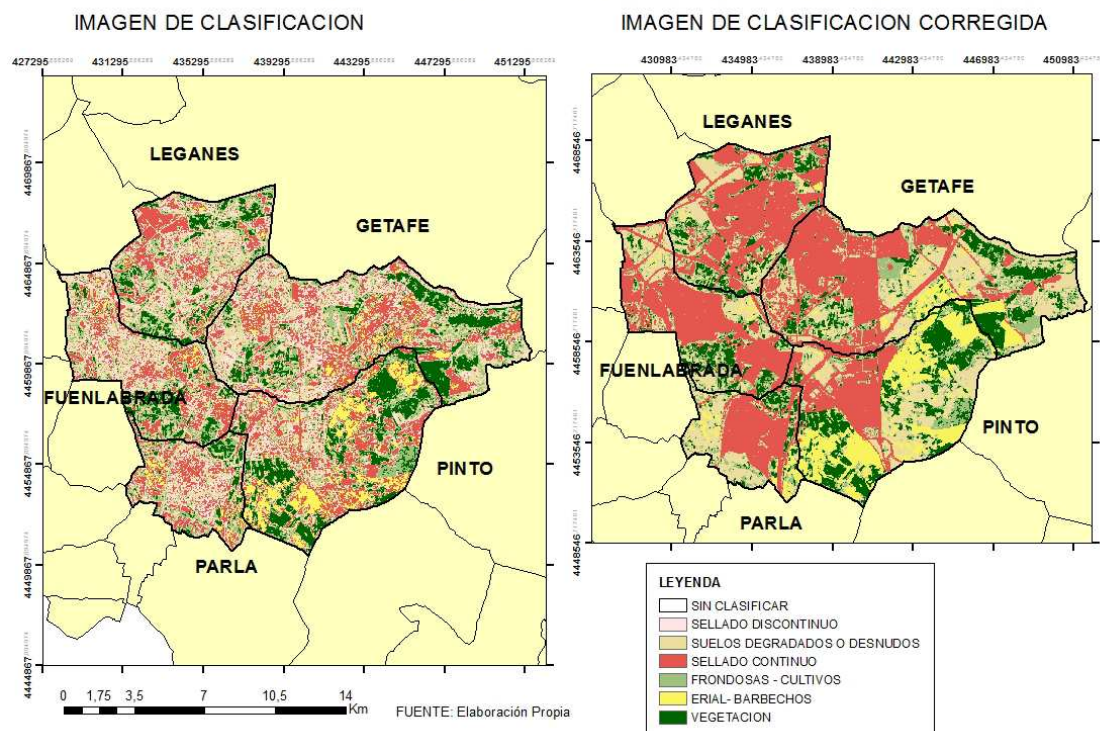 IMAGEN DE CLASIFICACION
427295 431295 435295 439295 443295 447295 451295
4469867
4464867
4459867
4454867
4449867
4444867
LEGANES
GETAFE
FUENLABRADA
PINTO
PARLA
0 1,75 3,5 7 10,5 14
Km
FUENTE: Elaboración Propia
IMAGEN DE CLASIFICACION CORREGIDA
430983 434983 438983 442983 446983 450983
4468546
4463546
4458546
4453546
4448546
LEGANES
GETAFE
FUENLABRADA
PINTO
PARLA
LEYENDA
SIN CLASIFICAR
SELLADO DISCONTINUO
SUELOS DEGRADADOS O DESNUDOS
SELLADO CONTINUO
FRONDOSAS - CULTIVOS
ERIAL- BARBECHOS
VEGETACION